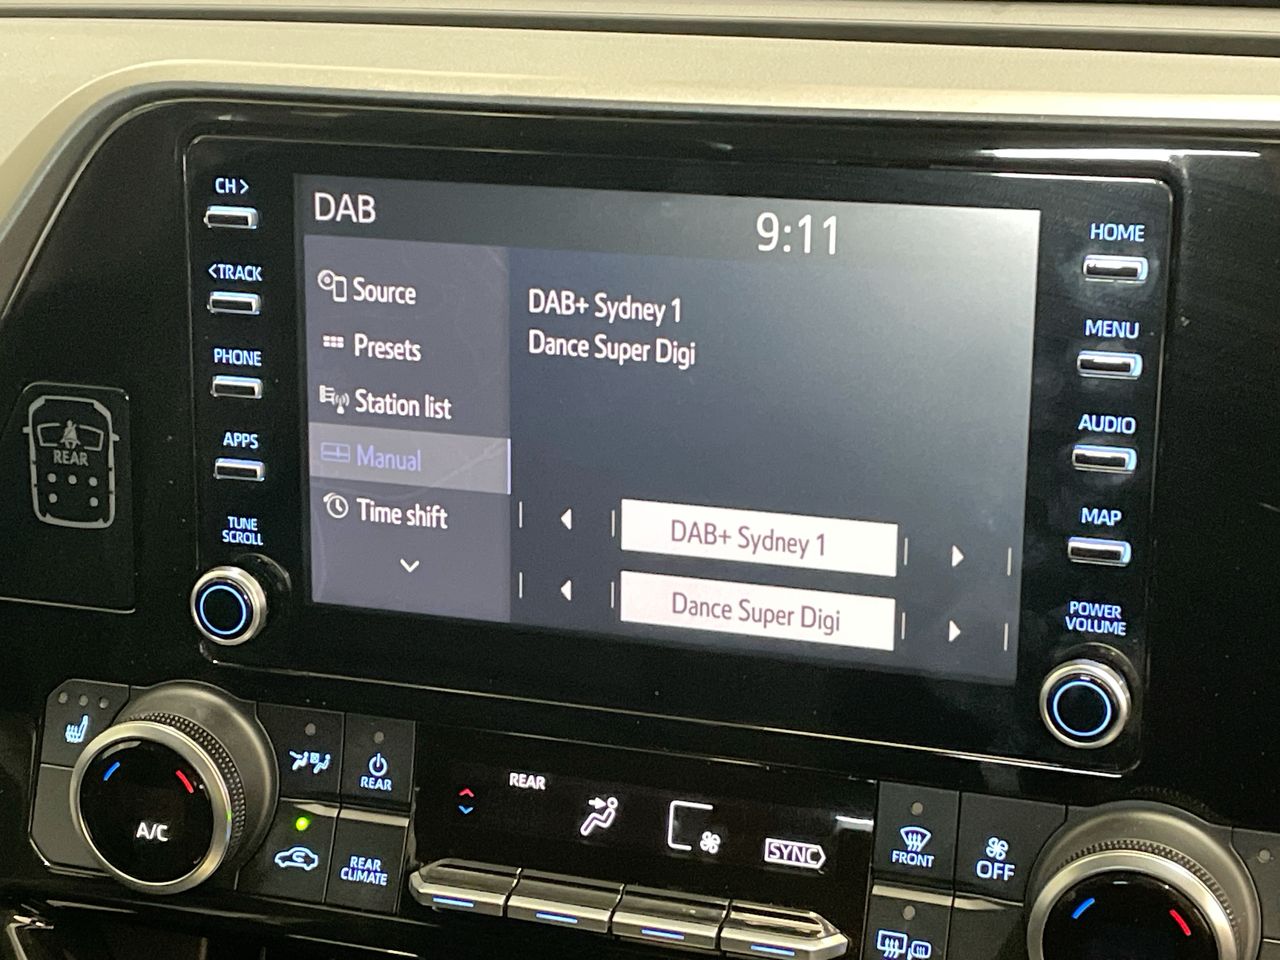 DAB
9:11
CH>
<TRACK
PHONE
APPS
TUNE
SCROLL
Source
Presets
Station list
Manual
Time shift
DAB+ Sydney 1
Dance Super Digi
DAB+ Sydney 1
Dance Super Digi
HOME
MENU
AUDIO
MAP
POWER
VOLUME
REAR
A/C
REAR
REAR
CLIMATE
REAR
SYNC
FRONT
OFF